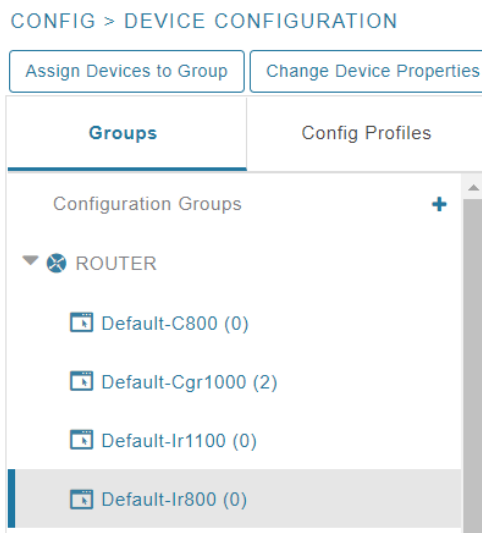 CONFIG > DEVICE CONFIGURATION
Assign Devices to Group
Change Device Properties
Groups
Config Profiles
Configuration Groups
ROUTER
Default-C800 (0)
Default-Cgr1000 (2)
Default-Ir1100 (0)
Default-Ir800 (0)